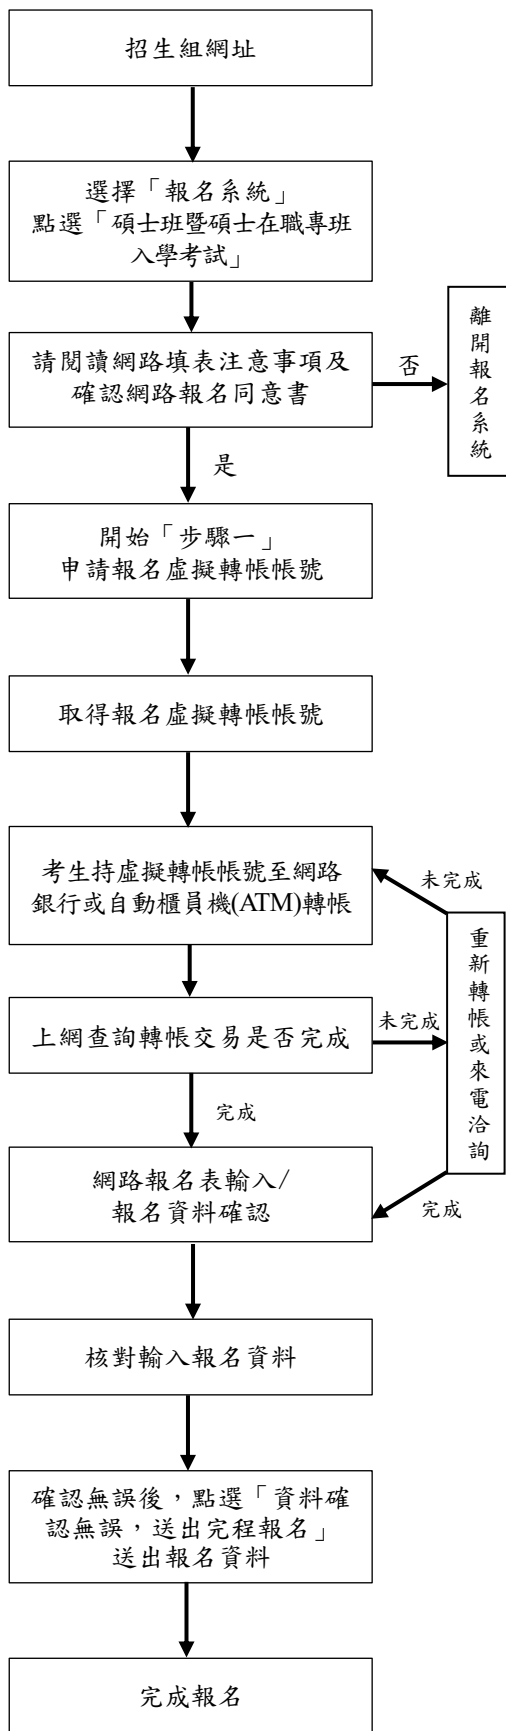 招生組網址
選擇「報名系統」
點選「碩士班暨碩士在職專班
入學考試」
請閱讀網路填表注意事項及
確認網路報名同意書
否
離開報名系統
是
開始「步驟一」
申請報名虛擬轉帳帳號
取得報名虛擬轉帳帳號
考生持虛擬轉帳帳號至網路
銀行或自動櫃員機(ATM)轉帳
未完成
重新轉帳或來電洽詢
上網查詢轉帳交易是否完成
未完成
完成
網路報名表輸入/
報名資料確認
完成
核對輸入報名資料
確認無誤後，點選「資料確
認無誤，送出完程報名」
送出報名資料
完成報名